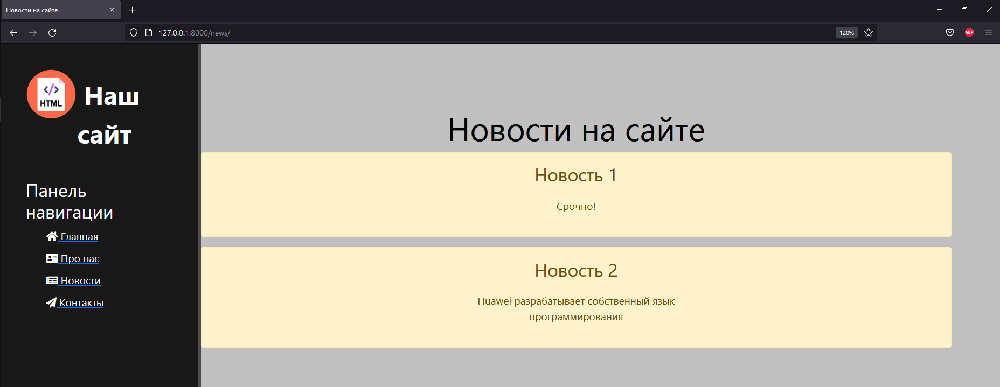 Новости на сайте
127.0.0.1:8000/news/
120%
ABP
</>
HTML
Наш
сайт
Панель
навигации
Главная
Про нас
Новости
Контакты
Новости на сайте
Новость 1
Срочно!
Новость 2
Huawei разрабатывает собственный язык
программирования